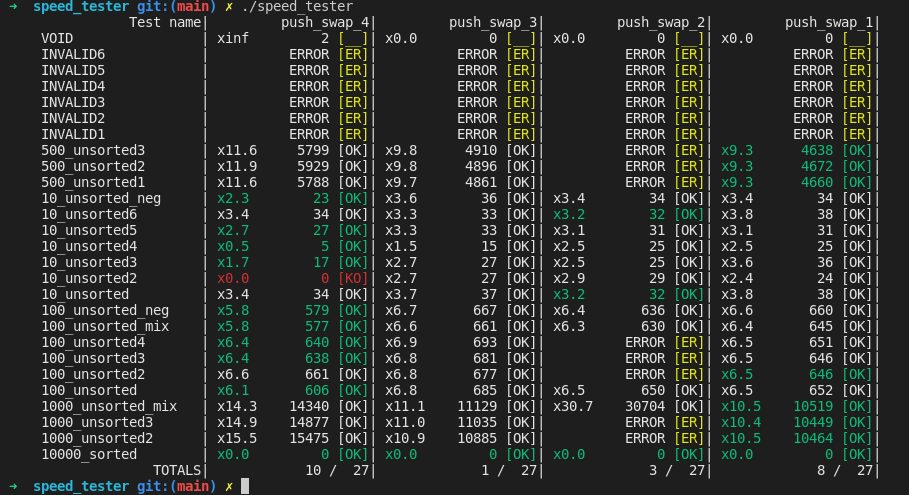 ➜  speed_tester git:(main) ✗ ./speed_tester
Test name|         push_swap_4|         push_swap_3|         push_swap_2|         push_swap_1|
VOID                | xinf        2 [__]| x0.0        0 [__]| x0.0        0 [__]| x0.0        0 [__]|
INVALID6            |         ERROR [ER]|         ERROR [ER]|         ERROR [ER]|         ERROR [ER]|
INVALID5            |         ERROR [ER]|         ERROR [ER]|         ERROR [ER]|         ERROR [ER]|
INVALID4            |         ERROR [ER]|         ERROR [ER]|         ERROR [ER]|         ERROR [ER]|
INVALID3            |         ERROR [ER]|         ERROR [ER]|         ERROR [ER]|         ERROR [ER]|
INVALID2            |         ERROR [ER]|         ERROR [ER]|         ERROR [ER]|         ERROR [ER]|
INVALID1            |         ERROR [ER]|         ERROR [ER]|         ERROR [ER]|         ERROR [ER]|
500_unsorted3       | x11.6    5799 [OK]| x9.8     4910 [OK]|         ERROR [ER]| x9.3     4638 [OK]|
500_unsorted2       | x11.9    5929 [OK]| x9.8     4896 [OK]|         ERROR [ER]| x9.3     4672 [OK]|
500_unsorted1       | x11.6    5788 [OK]| x9.7     4861 [OK]|         ERROR [ER]| x9.3     4660 [OK]|
10_unsorted_neg     | x2.3       23 [OK]| x3.6       36 [OK]| x3.4       34 [OK]| x3.4       34 [OK]|
10_unsorted6        | x3.4       34 [OK]| x3.3       33 [OK]| x3.2       32 [OK]| x3.8       38 [OK]|
10_unsorted5        | x2.7       27 [OK]| x3.3       33 [OK]| x3.1       31 [OK]| x3.1       31 [OK]|
10_unsorted4        | x0.5        5 [OK]| x1.5       15 [OK]| x2.5       25 [OK]| x2.5       25 [OK]|
10_unsorted3        | x1.7       17 [OK]| x2.7       27 [OK]| x2.5       25 [OK]| x3.6       36 [OK]|
10_unsorted2        | x0.0        0 [KO]| x2.7       27 [OK]| x2.9       29 [OK]| x2.4       24 [OK]|
10_unsorted         | x3.4       34 [OK]| x3.7       37 [OK]| x3.2       32 [OK]| x3.8       38 [OK]|
100_unsorted_neg    | x5.8      579 [OK]| x6.7      667 [OK]| x6.4      636 [OK]| x6.6      660 [OK]|
100_unsorted_mix    | x5.8      577 [OK]| x6.6      661 [OK]| x6.3      630 [OK]| x6.4      645 [OK]|
100_unsorted4       | x6.4      640 [OK]| x6.9      693 [OK]|         ERROR [ER]| x6.5      651 [OK]|
100_unsorted3       | x6.4      638 [OK]| x6.8      681 [OK]|         ERROR [ER]| x6.5      646 [OK]|
100_unsorted2       | x6.6      661 [OK]| x6.8      677 [OK]|         ERROR [ER]| x6.5      646 [OK]|
100_unsorted        | x6.1      606 [OK]| x6.8      685 [OK]| x6.5      650 [OK]| x6.5      652 [OK]|
1000_unsorted_mix   | x14.3   14340 [OK]| x11.1   11129 [OK]| x30.7   30704 [OK]| x10.5   10519 [OK]|
1000_unsorted3      | x14.9   14877 [OK]| x11.0   11035 [OK]|         ERROR [ER]| x10.4   10449 [OK]|
1000_unsorted2      | x15.5   15475 [OK]| x10.9   10885 [OK]|         ERROR [ER]| x10.5   10464 [OK]|
10000_sorted        | x0.0        0 [OK]| x0.0        0 [OK]| x0.0        0 [OK]| x0.0        0 [OK]|
TOTALS|           10 /  27|            1 /  27|            3 /  27|            8 /  27|
➜  speed_tester git:(main) ✗